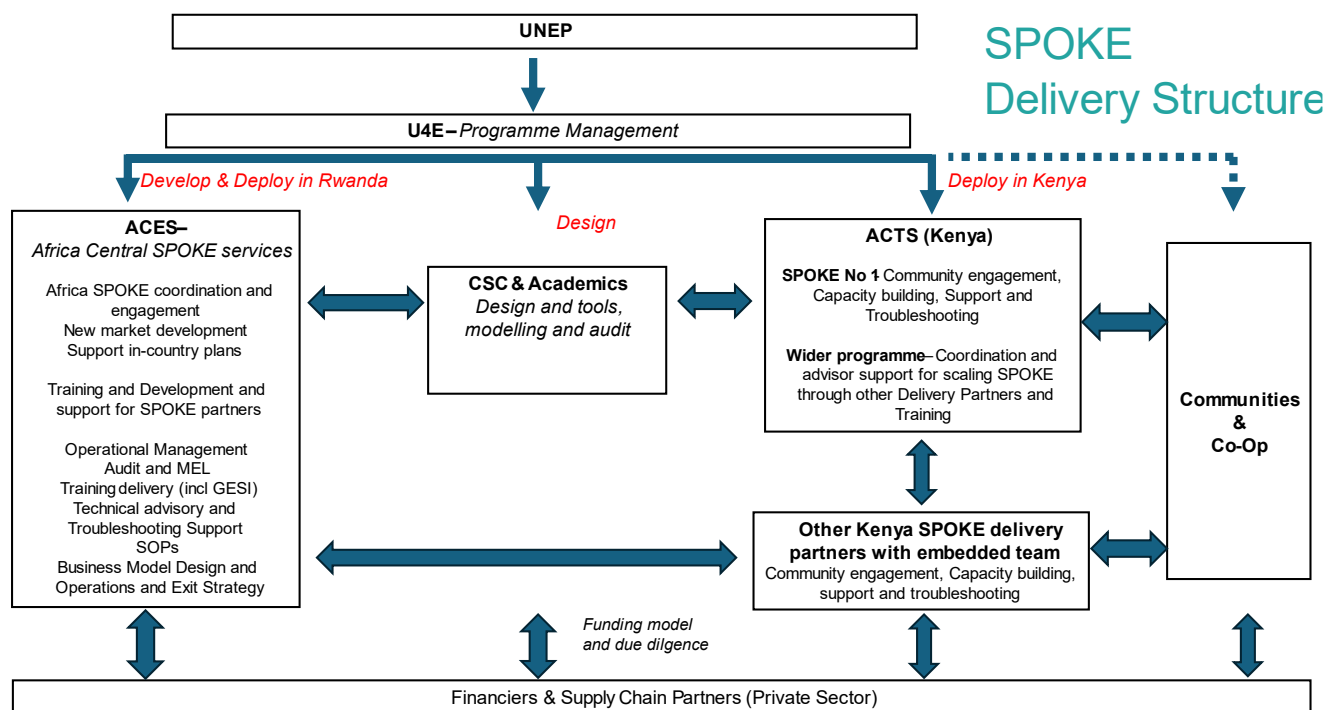 UNEP
SPOKE
Delivery Structure
U4E–Programme Management
Develop & Deploy in Rwanda
Design
Deploy in Kenya
ACES–
Africa Central SPOKE services
Africa SPOKE coordination and
engagement
New market development
Support in-country plans
Training and Development and
support for SPOKE partners
Operational Management
Audit and MEL
Training delivery (incl GESI)
Technical advisory and
Troubleshooting Support
SOPs
Business Model Design and
Operations and Exit Strategy
CSC & Academics
Design and tools,
modelling and audit
ACTS (Kenya)
SPOKE No 1- Community engagement,
Capacity building, Support and
Troubleshooting
Wider programme–Coordination and
advisor support for scaling SPOKE
through other Delivery Partners and
Training
Communities
&
Co-Op
Other Kenya SPOKE delivery
partners with embedded team
Community engagement, Capacity building,
support and troubleshooting
Funding model
and due dilgence
Financiers & Supply Chain Partners (Private Sector)